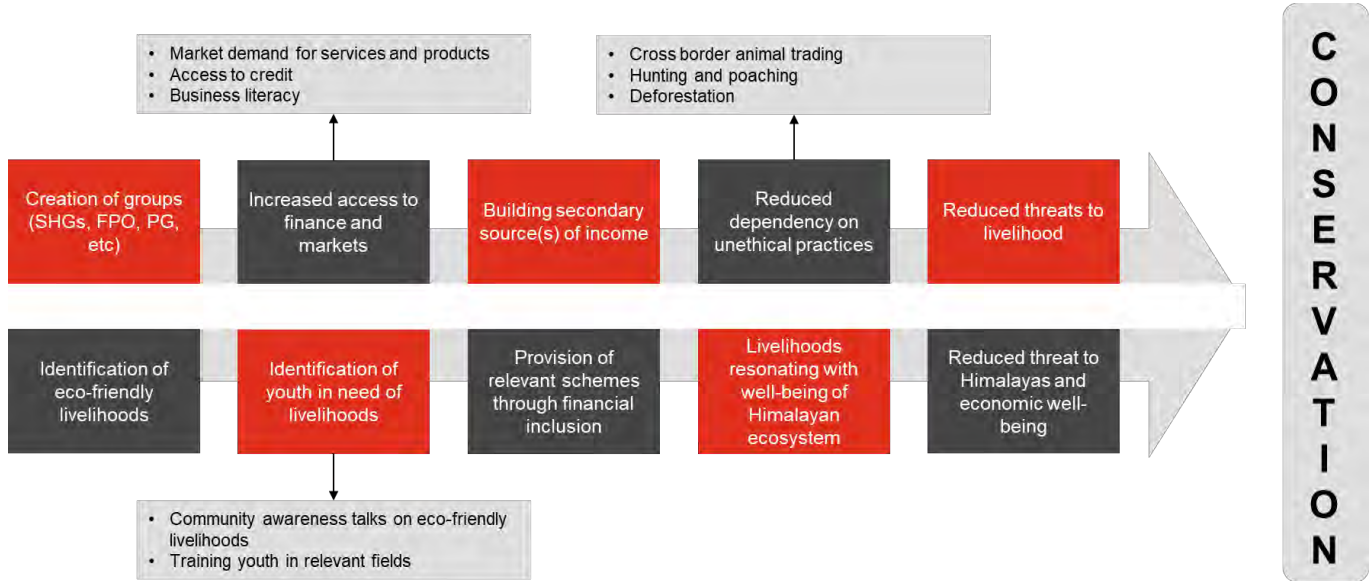 • Market demand for services and products
• Access to credit
• Business literacy
• Cross border animal trading
• Hunting and poaching
• Deforestation
Creation of groups
(SHGs, FPO, PG,
etc)
Increased access to
finance and
markets
Building secondary
source(s) of income
Reduced
dependency on
unethical practices
Reduced threats to
livelihood
Identification of
eco-friendly
livelihoods
Identification of
youth in need of
livelihoods
Provision of
relevant schemes
through financial
inclusion
Livelihoods
resonating with
well-being of
Himalayan
ecosystem
Reduced threat to
Himalayas and
economic well-
being
• Community awareness talks on eco-friendly
livelihoods
• Training youth in relevant fields
CONSERVATION